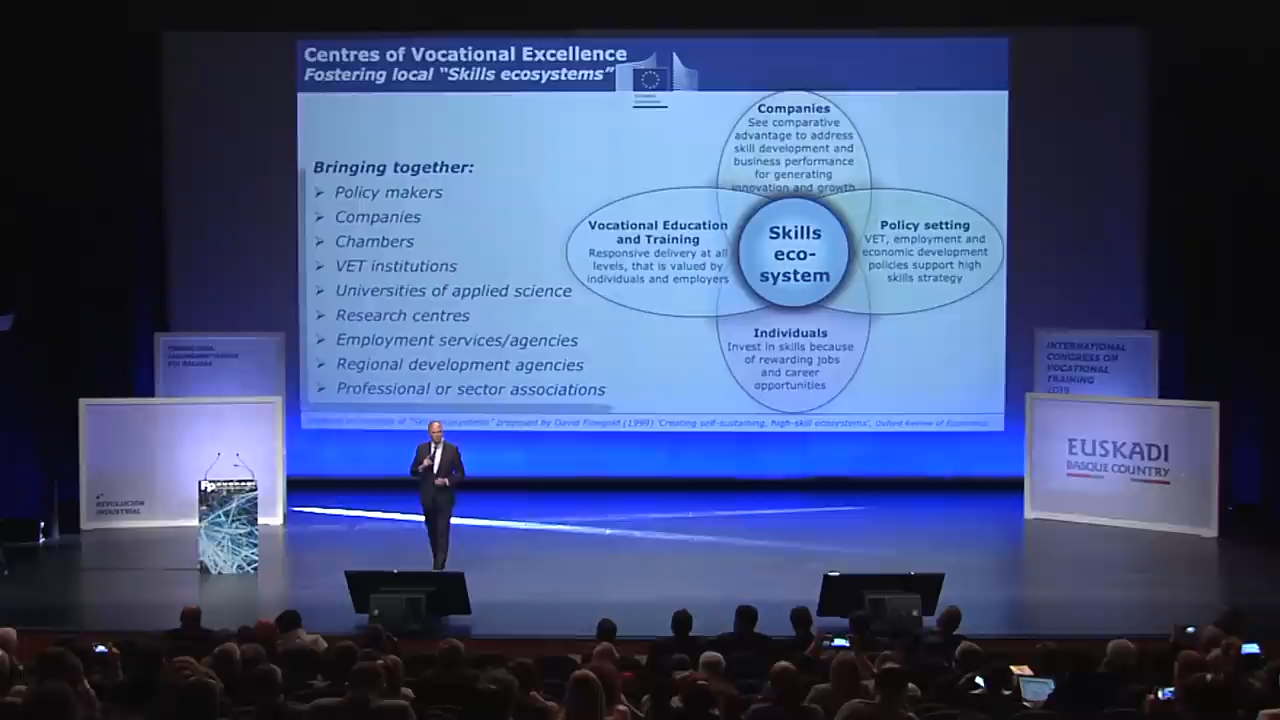 Centres of Vocational Excellence
Fostering local “Skills ecosystems”
Bringing together:
Policy makers
Companies
Chambers
VET institutions
Universities of applied science
Research centres
Employment services/agencies
Regional development agencies
Professional or sector associations
Companies
See comparative
advantage to address
skill development and
business performance
for generating
innovation and growth
Vocational Education
and Training
Responsive delivery at all
levels, that is valued by
individuals and employers
Skills
eco-
system
Policy setting
VET, employment and
economic development
policies support high
skills strategy
Individuals
Invest in skills because
of rewarding jobs
and career
opportunities
"Skills ecosystems" proposed by David Finegold (1999) 'Creating self-sustaining, high-skill ecosystems', Oxford Review of Economic
INTERNATIONAL
CONGRESS ON
VOCATIONAL
TRAINING
2019
EUSKADI
BASQUE COUNTRY
REVOLUCIÓN
INDUSTRIAL